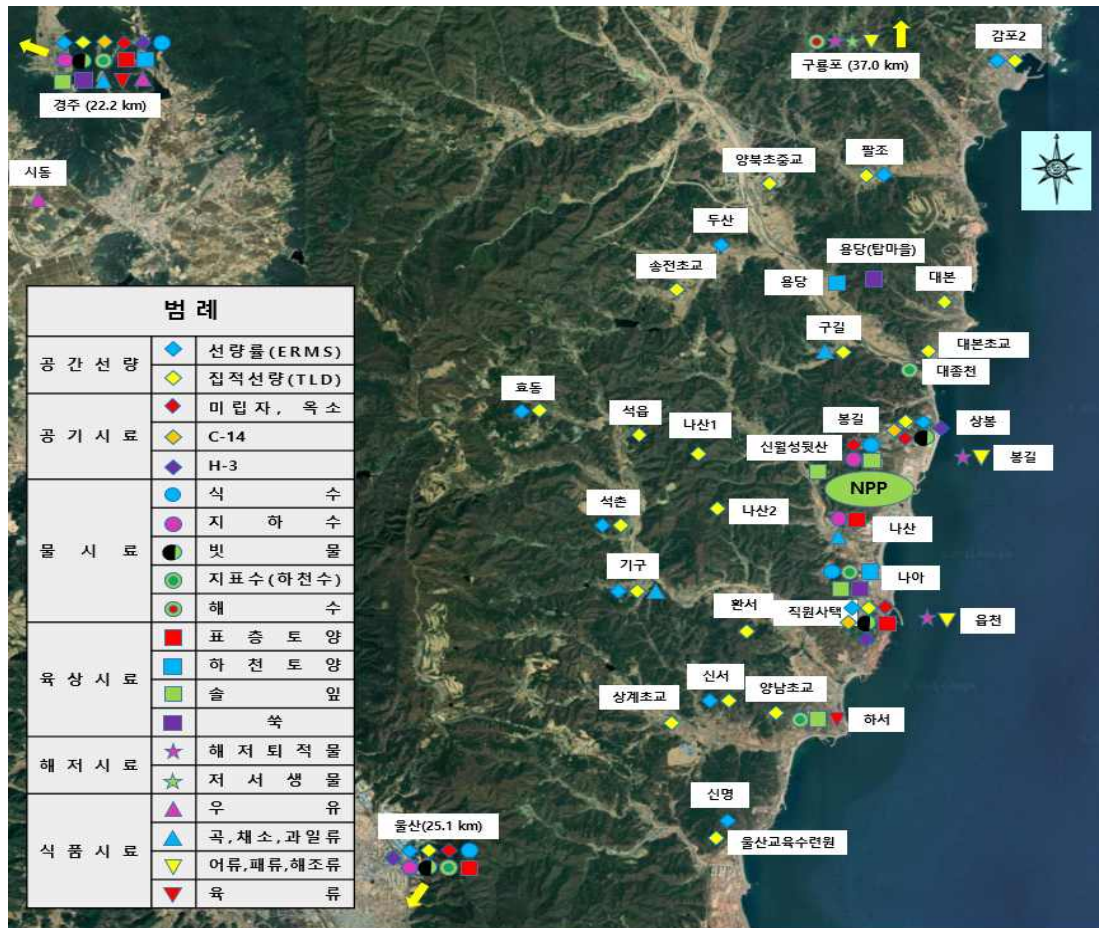 구룡포 (37.0 km)
감포2
경주 (22.2 km)
시동
양북초중교
팔조
두산
용당(탑마을)
송전초교
용당
대본
구길
대본초교
대종천
효동
석읍
나산1
봉길
상봉
신월성뒷산
봉길
NPP
석촌
나산2
나산
기구
나아
환서
직원사택
읍천
신서
양남초교
상계초교
하서
신명
울산(25.1 km)
울산교육수련원
범 례
공 간 선 량
선량률(ERMS)
집적선량(TLD)
공 기 시 료
미립자, 옥소
C-14
H-3
물 시 료
식 수
지 하 수
빗 물
지표수(하천수)
해 수
육 상 시 료
표 층 토 양
하 천 토 양
솔 잎
쑥
해 저 시 료
해 저 퇴 적 물
저 서 생 물
식 품 시 료
우 유
곡,채소,과일류
어류,패류,해조류
육 류